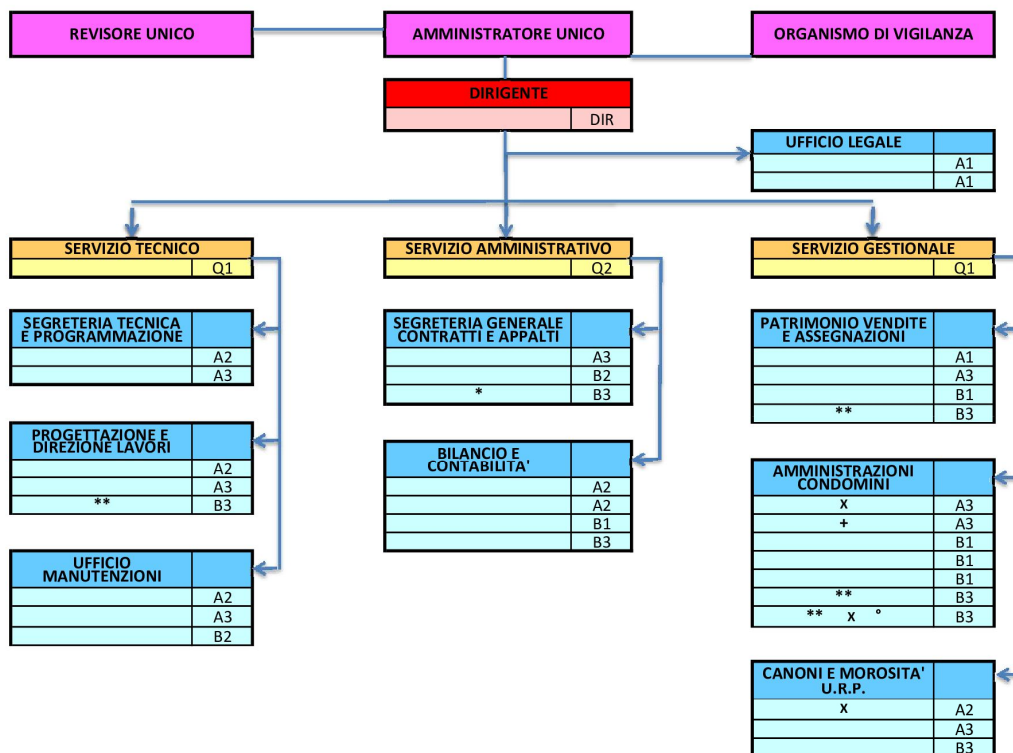 REVISORE UNICO
AMMINISTRATORE UNICO
ORGANISMO DI VIGILANZA
DIRIGENTE
DIR
UFFICIO LEGALE
A1
A1
SERVIZIO TECNICO
Q1
SEGRETERIA TECNICA
E PROGRAMMAZIONE
A2
A3
PROGETTAZIONE E
DIREZIONE LAVORI
A2
A3
** B3
UFFICIO
MANUTENZIONI
A2
A3
B2
SERVIZIO AMMINISTRATIVO
Q2
SEGRETERIA GENERALE
CONTRATTI E APPALTI
A3
B2
* B3
BILANCIO E
CONTABILITA'
A2
A2
B1
B3
SERVIZIO GESTIONALE
Q1
PATRIMONIO VENDITE
E ASSEGNAZIONI
A1
A3
B1
** B3
AMMINISTRAZIONI
CONDOMINI
X A3
+ A3
B1
B1
B1
** B3
** X ° B3
CANONI E MOROSITA'
U.R.P.
X A2
A3
B3